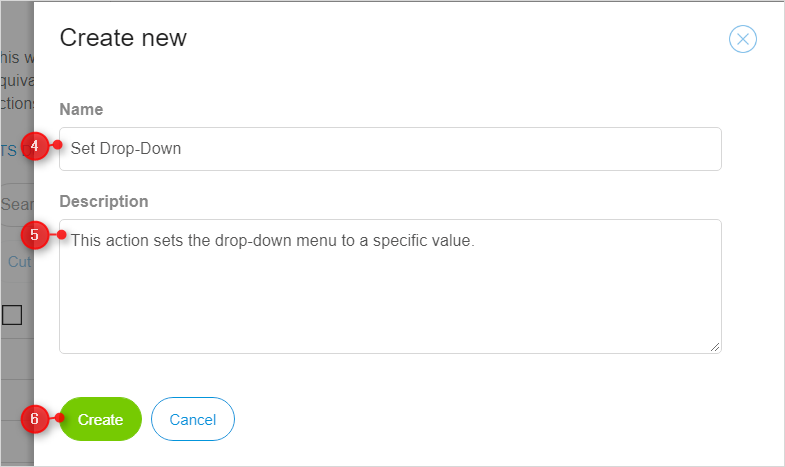 Create new
his w
quiva
ctions
Name
4
Set Drop-Down
TS
Sear
Description
5
This action sets the drop-down menu to a specific value.
Cut
6
Create
Cancel